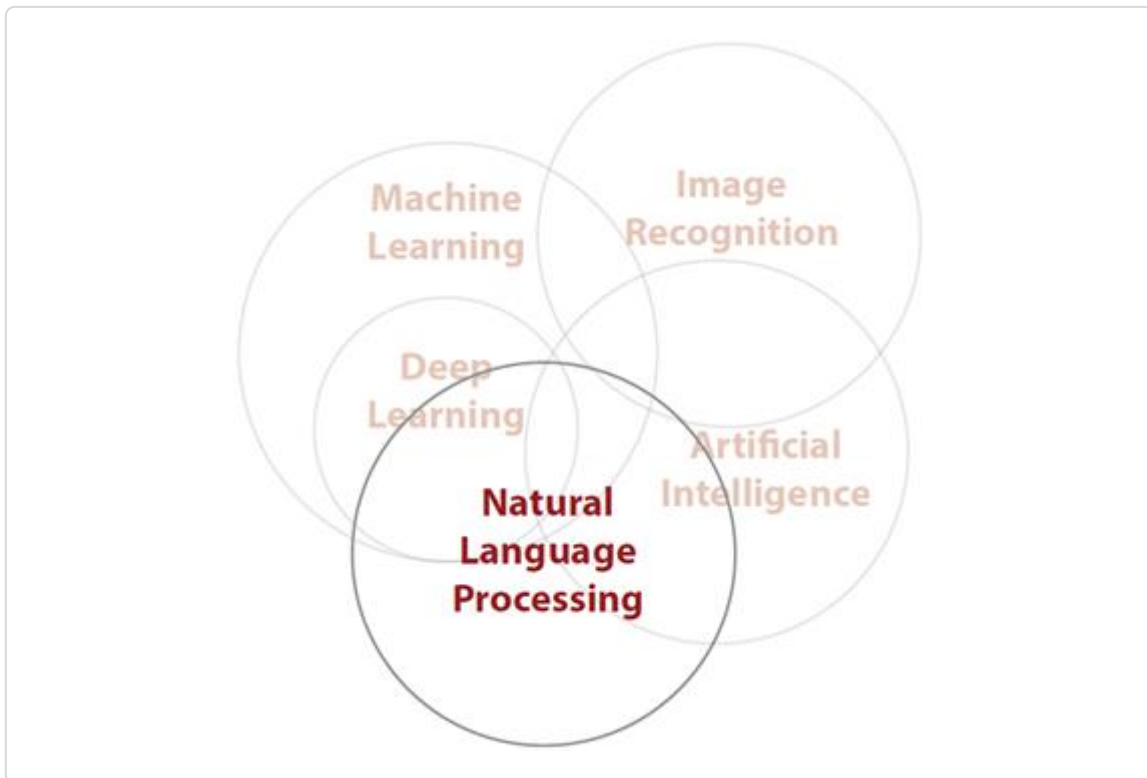 Machine
Learning
Image
Recognition
Deep
Learning
Artificial
Intelligence
Natural
Language
Processing